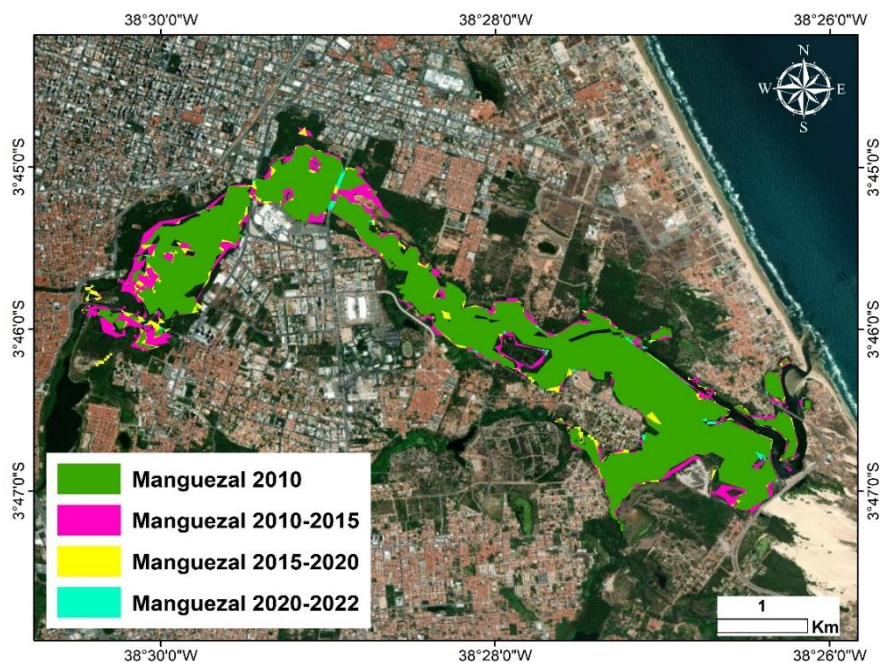 38°30'0"W 38°28'0"W 38°26'0"W
N
W E
S
3°45'0"S 3°45'0"S
3°46'0"S 3°46'0"S
3°47'0"S 3°47'0"S
Manguezal 2010
Manguezal 2010-2015
Manguezal 2015-2020
Manguezal 2020-2022
1
Km
38°30'0"W 38°28'0"W 38°26'0"W